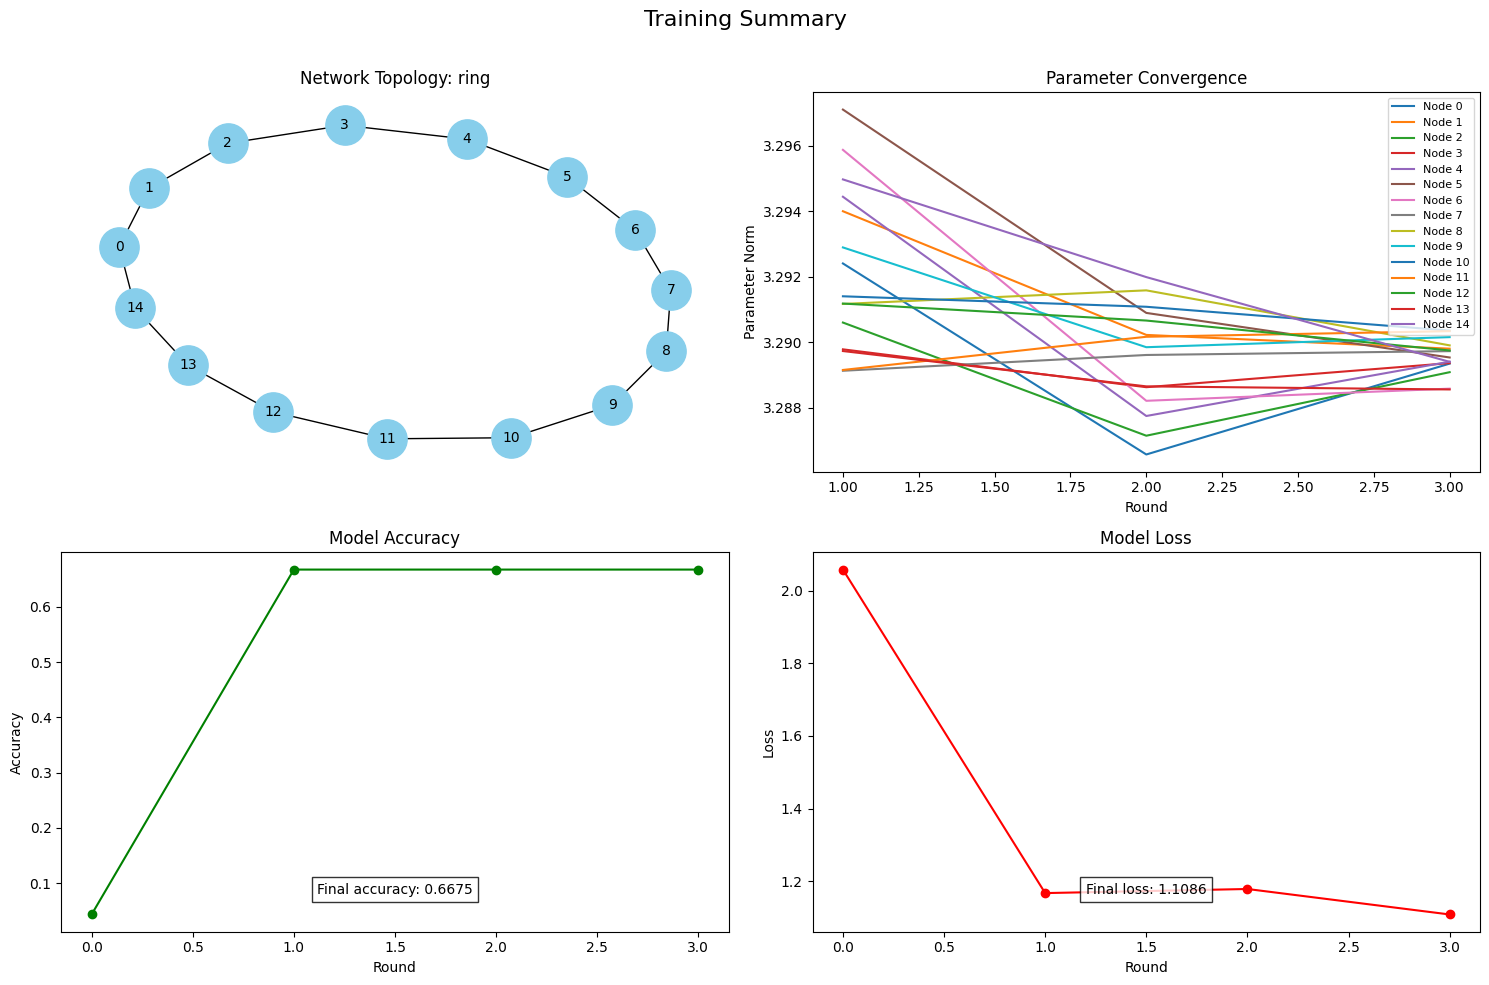 Training Summary
Network Topology: ring
3
2
4
5
1
6
0
7
14
8
13
9
12
11
10
Parameter Convergence
Parameter Norm
3.296
3.294
3.292
3.290
3.288
Node 0
Node 1
Node 2
Node 3
Node 4
Node 5
Node 6
Node 7
Node 8
Node 9
Node 10
Node 11
Node 12
Node 13
Node 14
1.00 1.25 1.50 1.75 2.00 2.25 2.50 2.75 3.00
Round
Model Accuracy
Accuracy
0.6
0.5
0.4
0.3
0.2
0.1
Final accuracy: 0.6675
0.0 0.5 1.0 1.5 2.0 2.5 3.0
Round
Model Loss
Loss
2.0
1.8
1.6
1.4
1.2
Final loss: 1.1086
0.0 0.5 1.0 1.5 2.0 2.5 3.0
Round